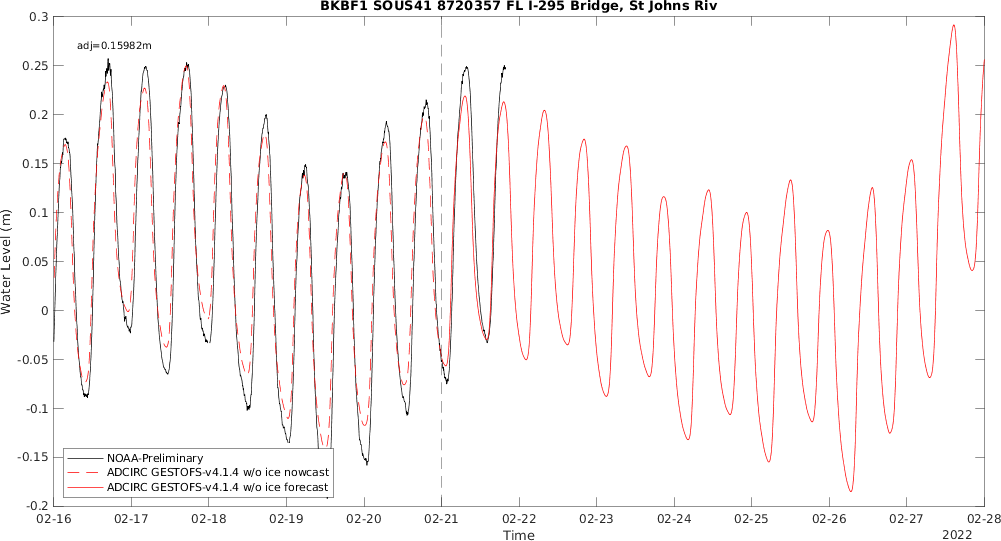 BKBF1 SOUS41 8720357 FL I-295 Bridge, St Johns Riv
adj=0.15982m
0.3
0.25
0.2
0.15
0.1
0.05
0
-0.05
-0.1
-0.15
-0.2
Water Level (m)
NOAA-Preliminary
ADCIRC GESTOFS-v4.1.4 w/o ice nowcast
ADCIRC GESTOFS-v4.1.4 w/o ice forecast
02-16 02-17 02-18 02-19 02-20 02-21 02-22 02-23 02-24 02-25 02-26 02-27 02-28
Time
2022